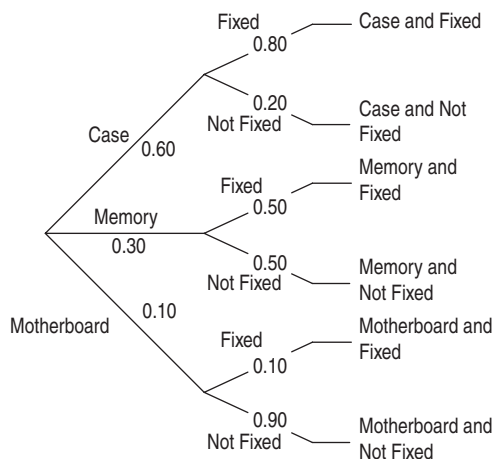 Fixed
0.80
Case and Fixed
0.20
Not Fixed
Case and Not
Fixed
Case
0.60
Fixed
0.50
Memory and
Fixed
Memory
0.30
0.50
Not Fixed
Memory and
Not Fixed
0.10
Motherboard
Fixed
0.10
Motherboard and
Fixed
0.90
Not Fixed
Motherboard and
Not Fixed